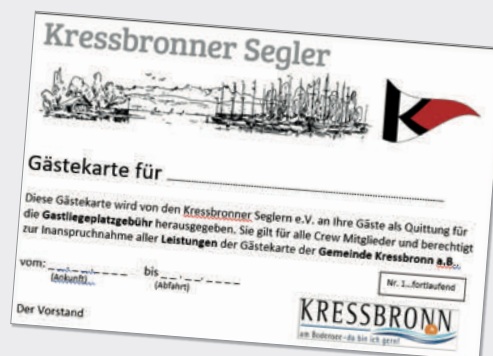 Kressbronner Segler
Gästekarte für ____________________
Diese Gästekarte wird von den Kressbronner Seglern e.V. an Ihre Gäste als Quittung für
die Gastliegeplatzgebühr herausgegeben. Sie gilt für alle Crew Mitglieder und berechtigt
zur Inanspruchnahme aller Leistungen der Gästekarte der Gemeinde Kressbronn a.B..
vom: _ _._ _._ _ _ _ bis _ _._ _._ _ _ _
(Ankunft) (Abfahrt)
Nr. 1...fortlaufend
Der Vorstand
KRESSBRONN
am Bodensee-da bin ich gern!